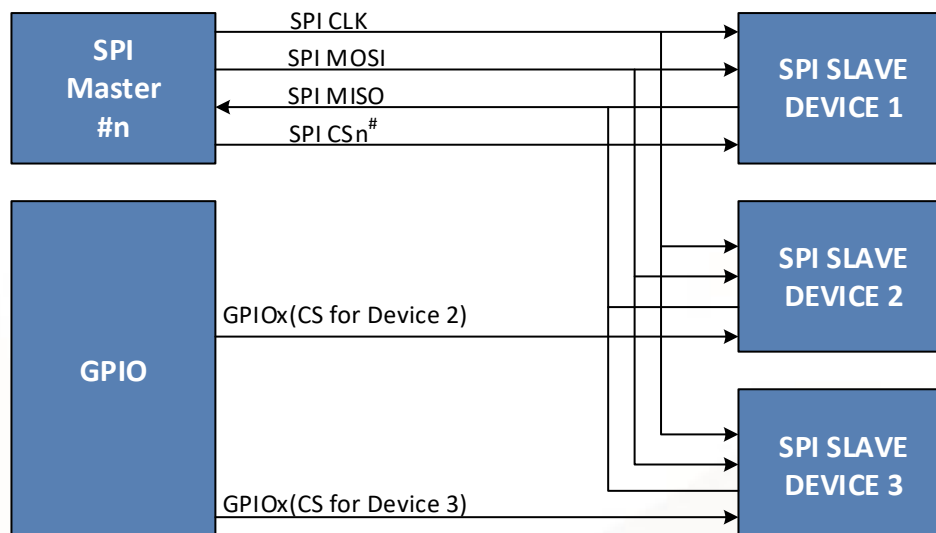 SPI
Master
#n
SPI CLK
SPI MOSI
SPI MISO
SPI CSn#
SPI SLAVE
DEVICE 1
SPI SLAVE
DEVICE 2
GPIO
GPIOx(CS for Device 2)
SPI SLAVE
DEVICE 3
GPIOx(CS for Device 3)